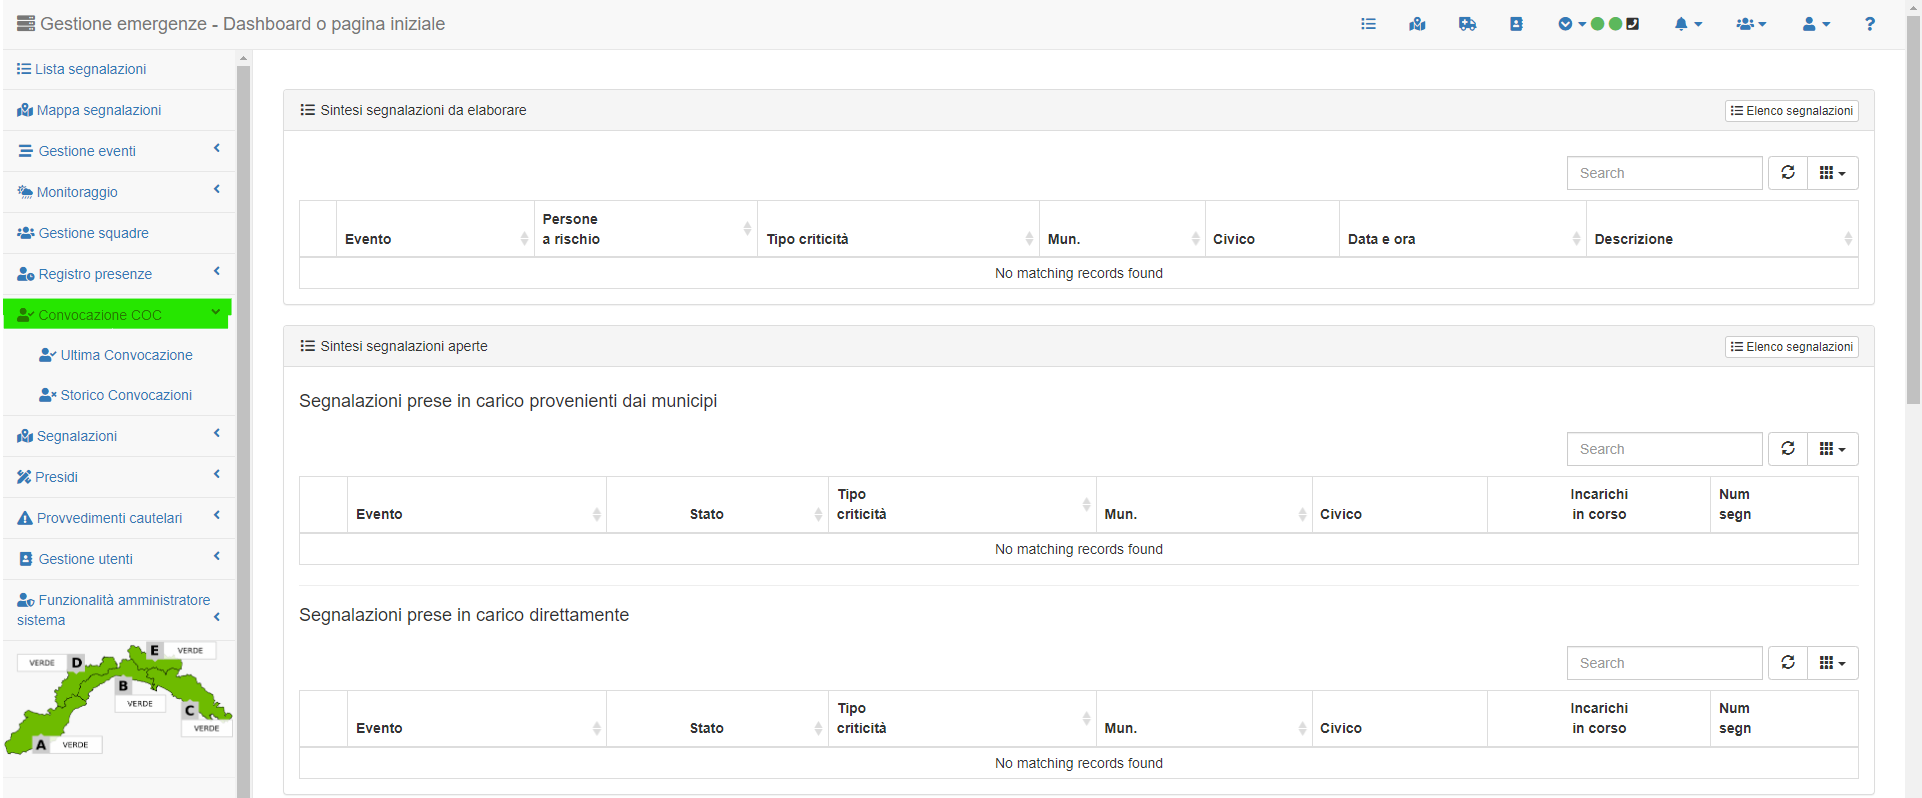 Gestione emergenze - Dashboard o pagina iniziale
?
Lista segnalazioni
Mappa segnalazioni
Gestione eventi
Monitoraggio
Gestione squadre
Registro presenze
Convocazione COC
Ultima Convocazione
Storico Convocazioni
Segnalazioni
Presidi
Provvedimenti cautelari
Gestione utenti
Funzionalità amministratore
sistema
E VERDE
VERDE D
B
VERDE
C
VERDE
A VERDE
Sintesi segnalazioni da elaborare
Elenco segnalazioni
Search
Evento Persone a rischio Tipo criticità Mun. Civico Data e ora Descrizione
No matching records found
Sintesi segnalazioni aperte
Elenco segnalazioni
Segnalazioni prese in carico provenienti dai municipi
Search
Evento Stato Tipo criticità Mun. Civico Incarichi in corso Num segn
No matching records found
Segnalazioni prese in carico direttamente
Search
Evento Stato Tipo criticità Mun. Civico Incarichi in corso Num segn
No matching records found